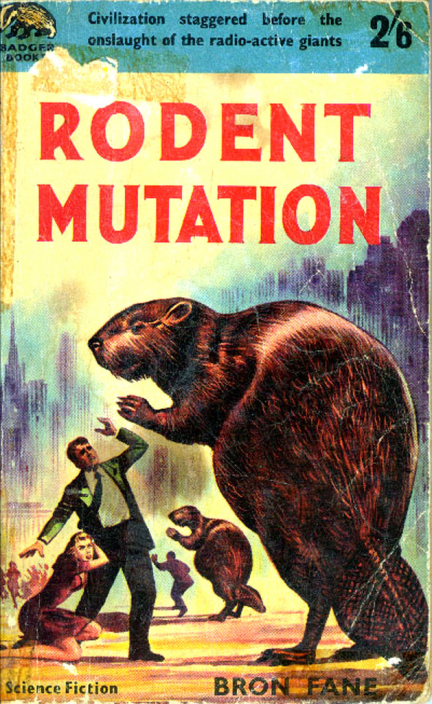 Civilization staggered before the
onslaught of the radio-active giants
2/6
BADGER
BOOKS
RODENT
MUTATION
Science Fiction
BRON FANE